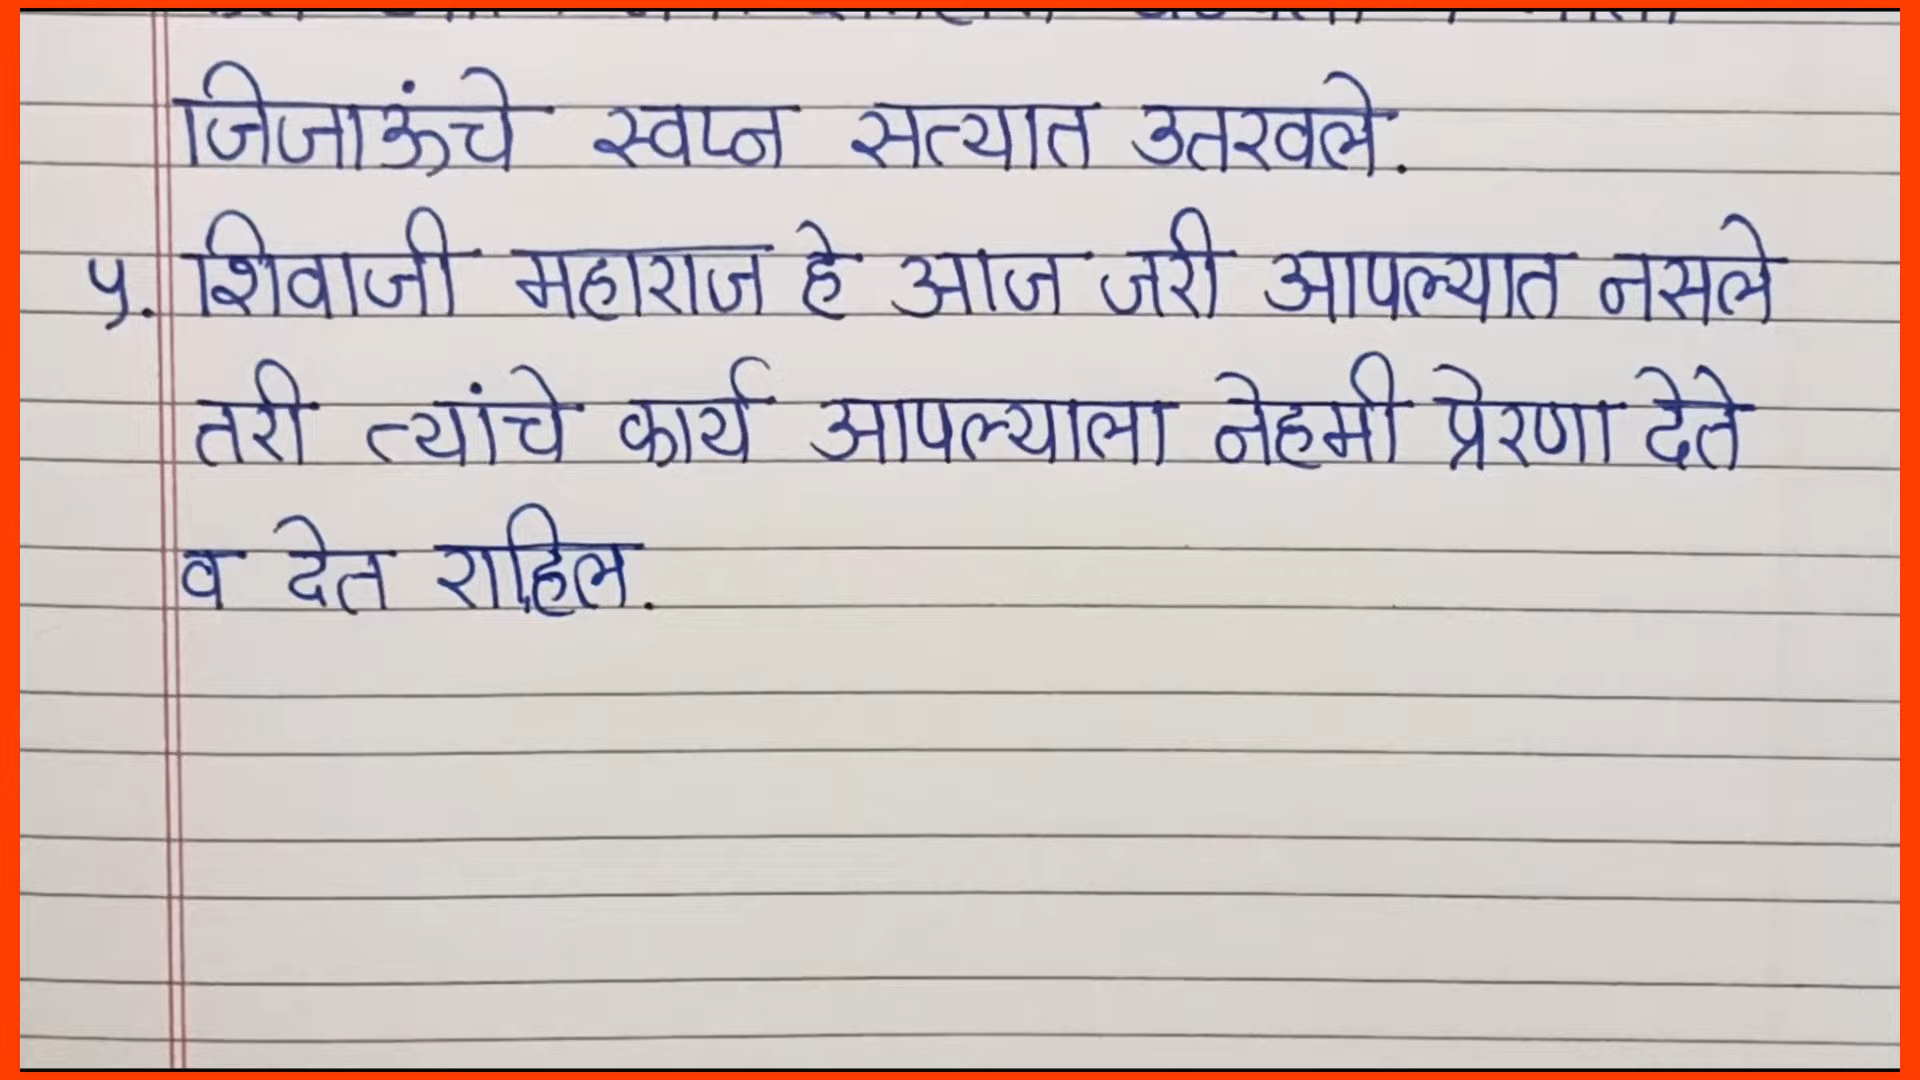 जिजाऊंचे स्वप्न सत्यात उतरवले.
५. शिवाजी महाराज हे आज जरी आपल्यात नसले
तरी त्यांचे कार्य आपल्याला नेहमी प्रेरणा देते
व देत राहिल.